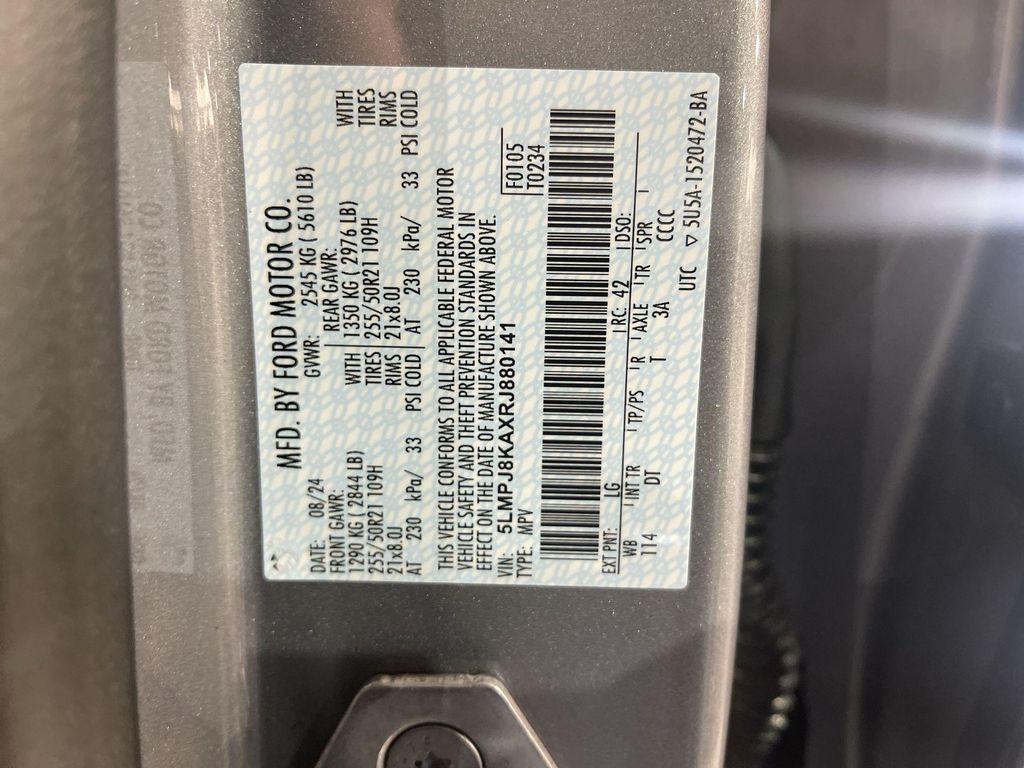 MFD. BY FORD MOTOR CO.
DATE: 08/24 GVWR: 2545 KG ( 5610 LB)
FRONT GAWR: REAR GAWR:
1290 KG ( 2844 LB) WITH 1350 KG ( 2976 LB) WITH
255/50R21 109H TIRES 255/50R21 109H TIRES
21x8.0J RIMS 21x8.0J RIMS
AT 230 kPa/ 33 PSI COLD AT 230 kPa/ 33 PSI COLD
THIS VEHICLE CONFORMS TO ALL APPLICABLE FEDERAL MOTOR
VEHICLE SAFETY AND THEFT PREVENTION STANDARDS IN
EFFECT ON THE DATE OF MANUFACTURE SHOWN ABOVE.
VIN: 5LMPJ8KAXRJ880141 F0105
TYPE: MPV T0234
EXT PNT: LG RC: 42 DSO:
WB INT TR TP/PS R AXLE TR SPR
114 DT T 3A CCCC
UTC ▽ 5U5A-1520472-BA